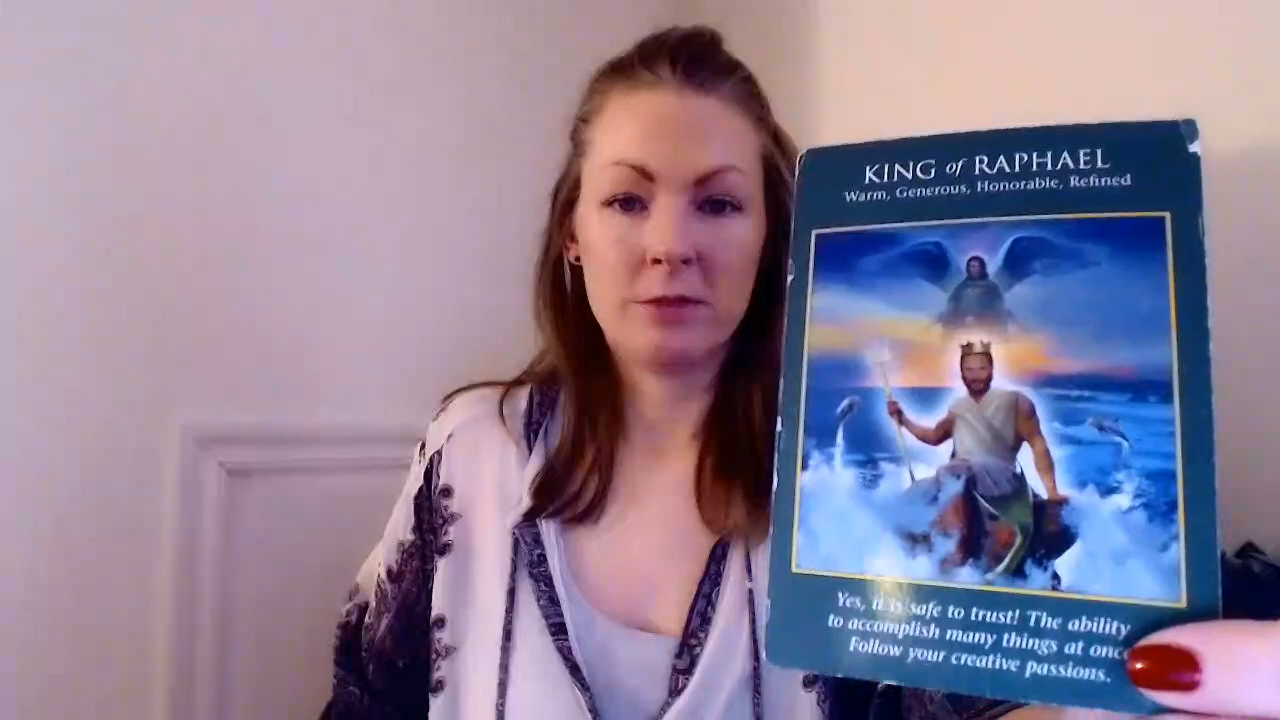 KING of RAPHAEL
Warm, Generous, Honorable, Refined
Yes, it is safe to trust! The ability
to accomplish many things at once
Follow your creative passions.